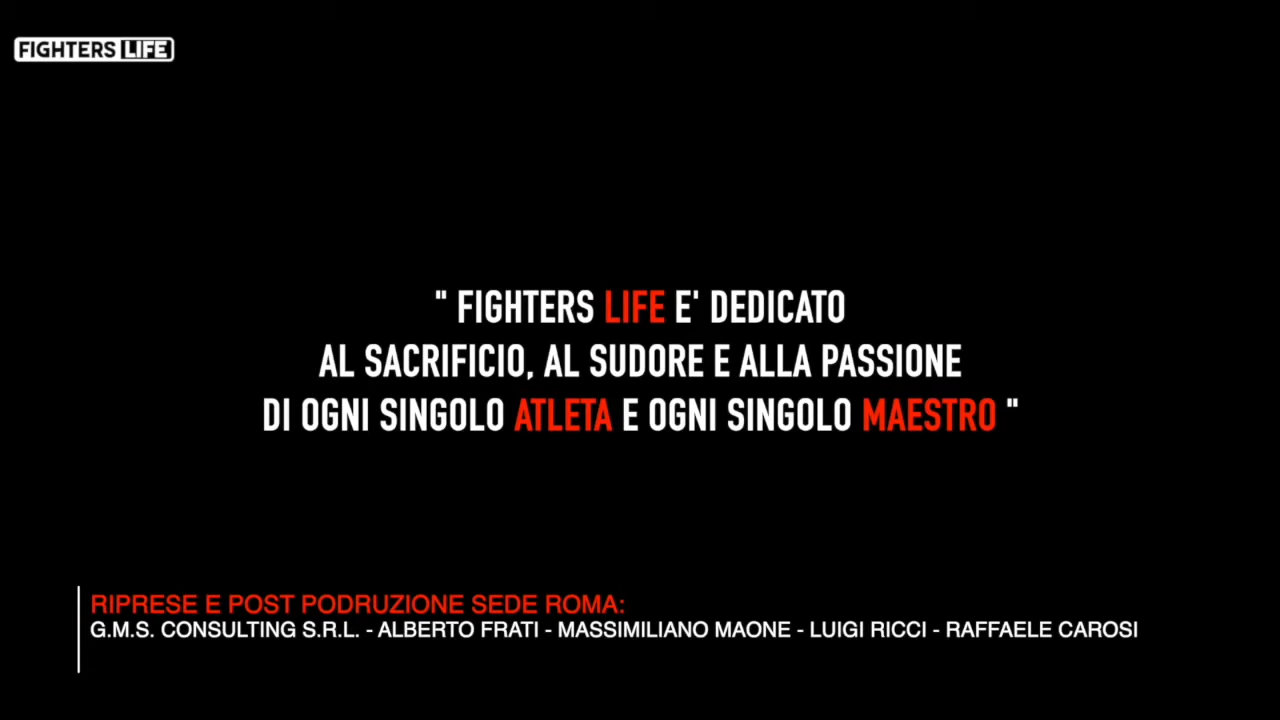 FIGHTERS LIFE
" FIGHTERS LIFE E' DEDICATO
AL SACRIFICIO, AL SUDORE E ALLA PASSIONE
DI OGNI SINGOLO ATLETA E OGNI SINGOLO MAESTRO "
RIPRESE E POST PODRUZIONE SEDE ROMA:
G.M.S. CONSULTING S.R.L. - ALBERTO FRATI - MASSIMILIANO MAONE - LUIGI RICCI - RAFFAELE CAROSI